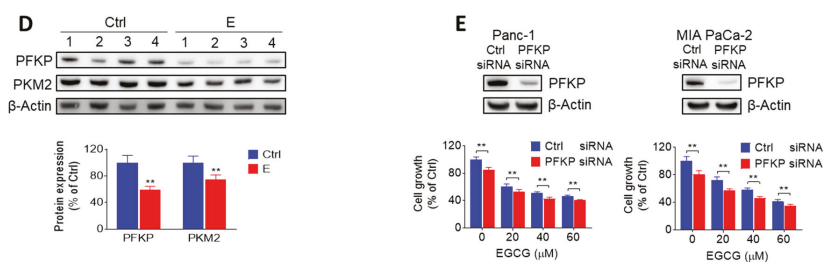 D
Ctrl E
1 2 3 4 1 2 3 4
PFKP
PKM2
β-Actin
Protein expression
(% of Ctrl)
120
80
40
0
Ctrl
E
**
**
PFKP PKM2
E
Panc-1
Ctrl PFKP
siRNA siRNA
PFKP
β-Actin
Cell growth
(% of Ctrl)
120
80
40
0
Ctrl siRNA
PFKP siRNA
**
**
**
**
0 20 40 60
EGCG (μM)
MIA PaCa-2
Ctrl PFKP
siRNA siRNA
PFKP
β-Actin
Cell growth
(% of Ctrl)
120
80
40
0
Ctrl siRNA
PFKP siRNA
**
**
**
**
0 20 40 60
EGCG (μM)